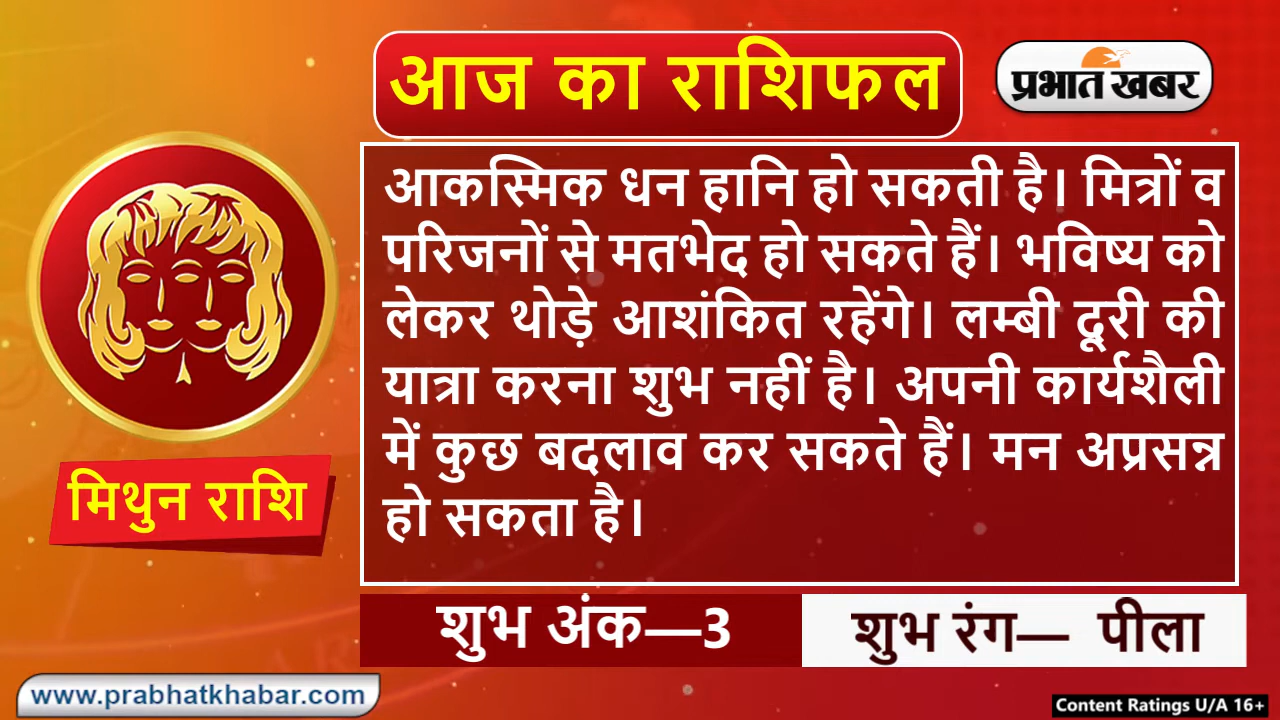 आज का राशिफल
प्रभात खबर
आकस्मिक धन हानि हो सकती है। मित्रों व
परिजनों से मतभेद हो सकते हैं। भविष्य को
लेकर थोड़े आशंकित रहेंगे। लम्बी दूरी की
यात्रा करना शुभ नहीं है। अपनी कार्यशैली
में कुछ बदलाव कर सकते हैं। मन अप्रसन्न
हो सकता है।
मिथुन राशि
शुभ अंक—3
शुभ रंग— पीला
www.prabhatkhabar.com
Content Ratings U/A 16+